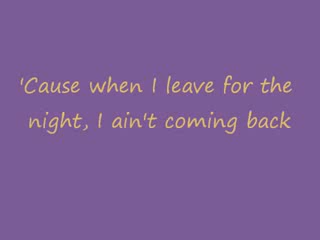 'Cause when I leave for the
night, I ain't coming back